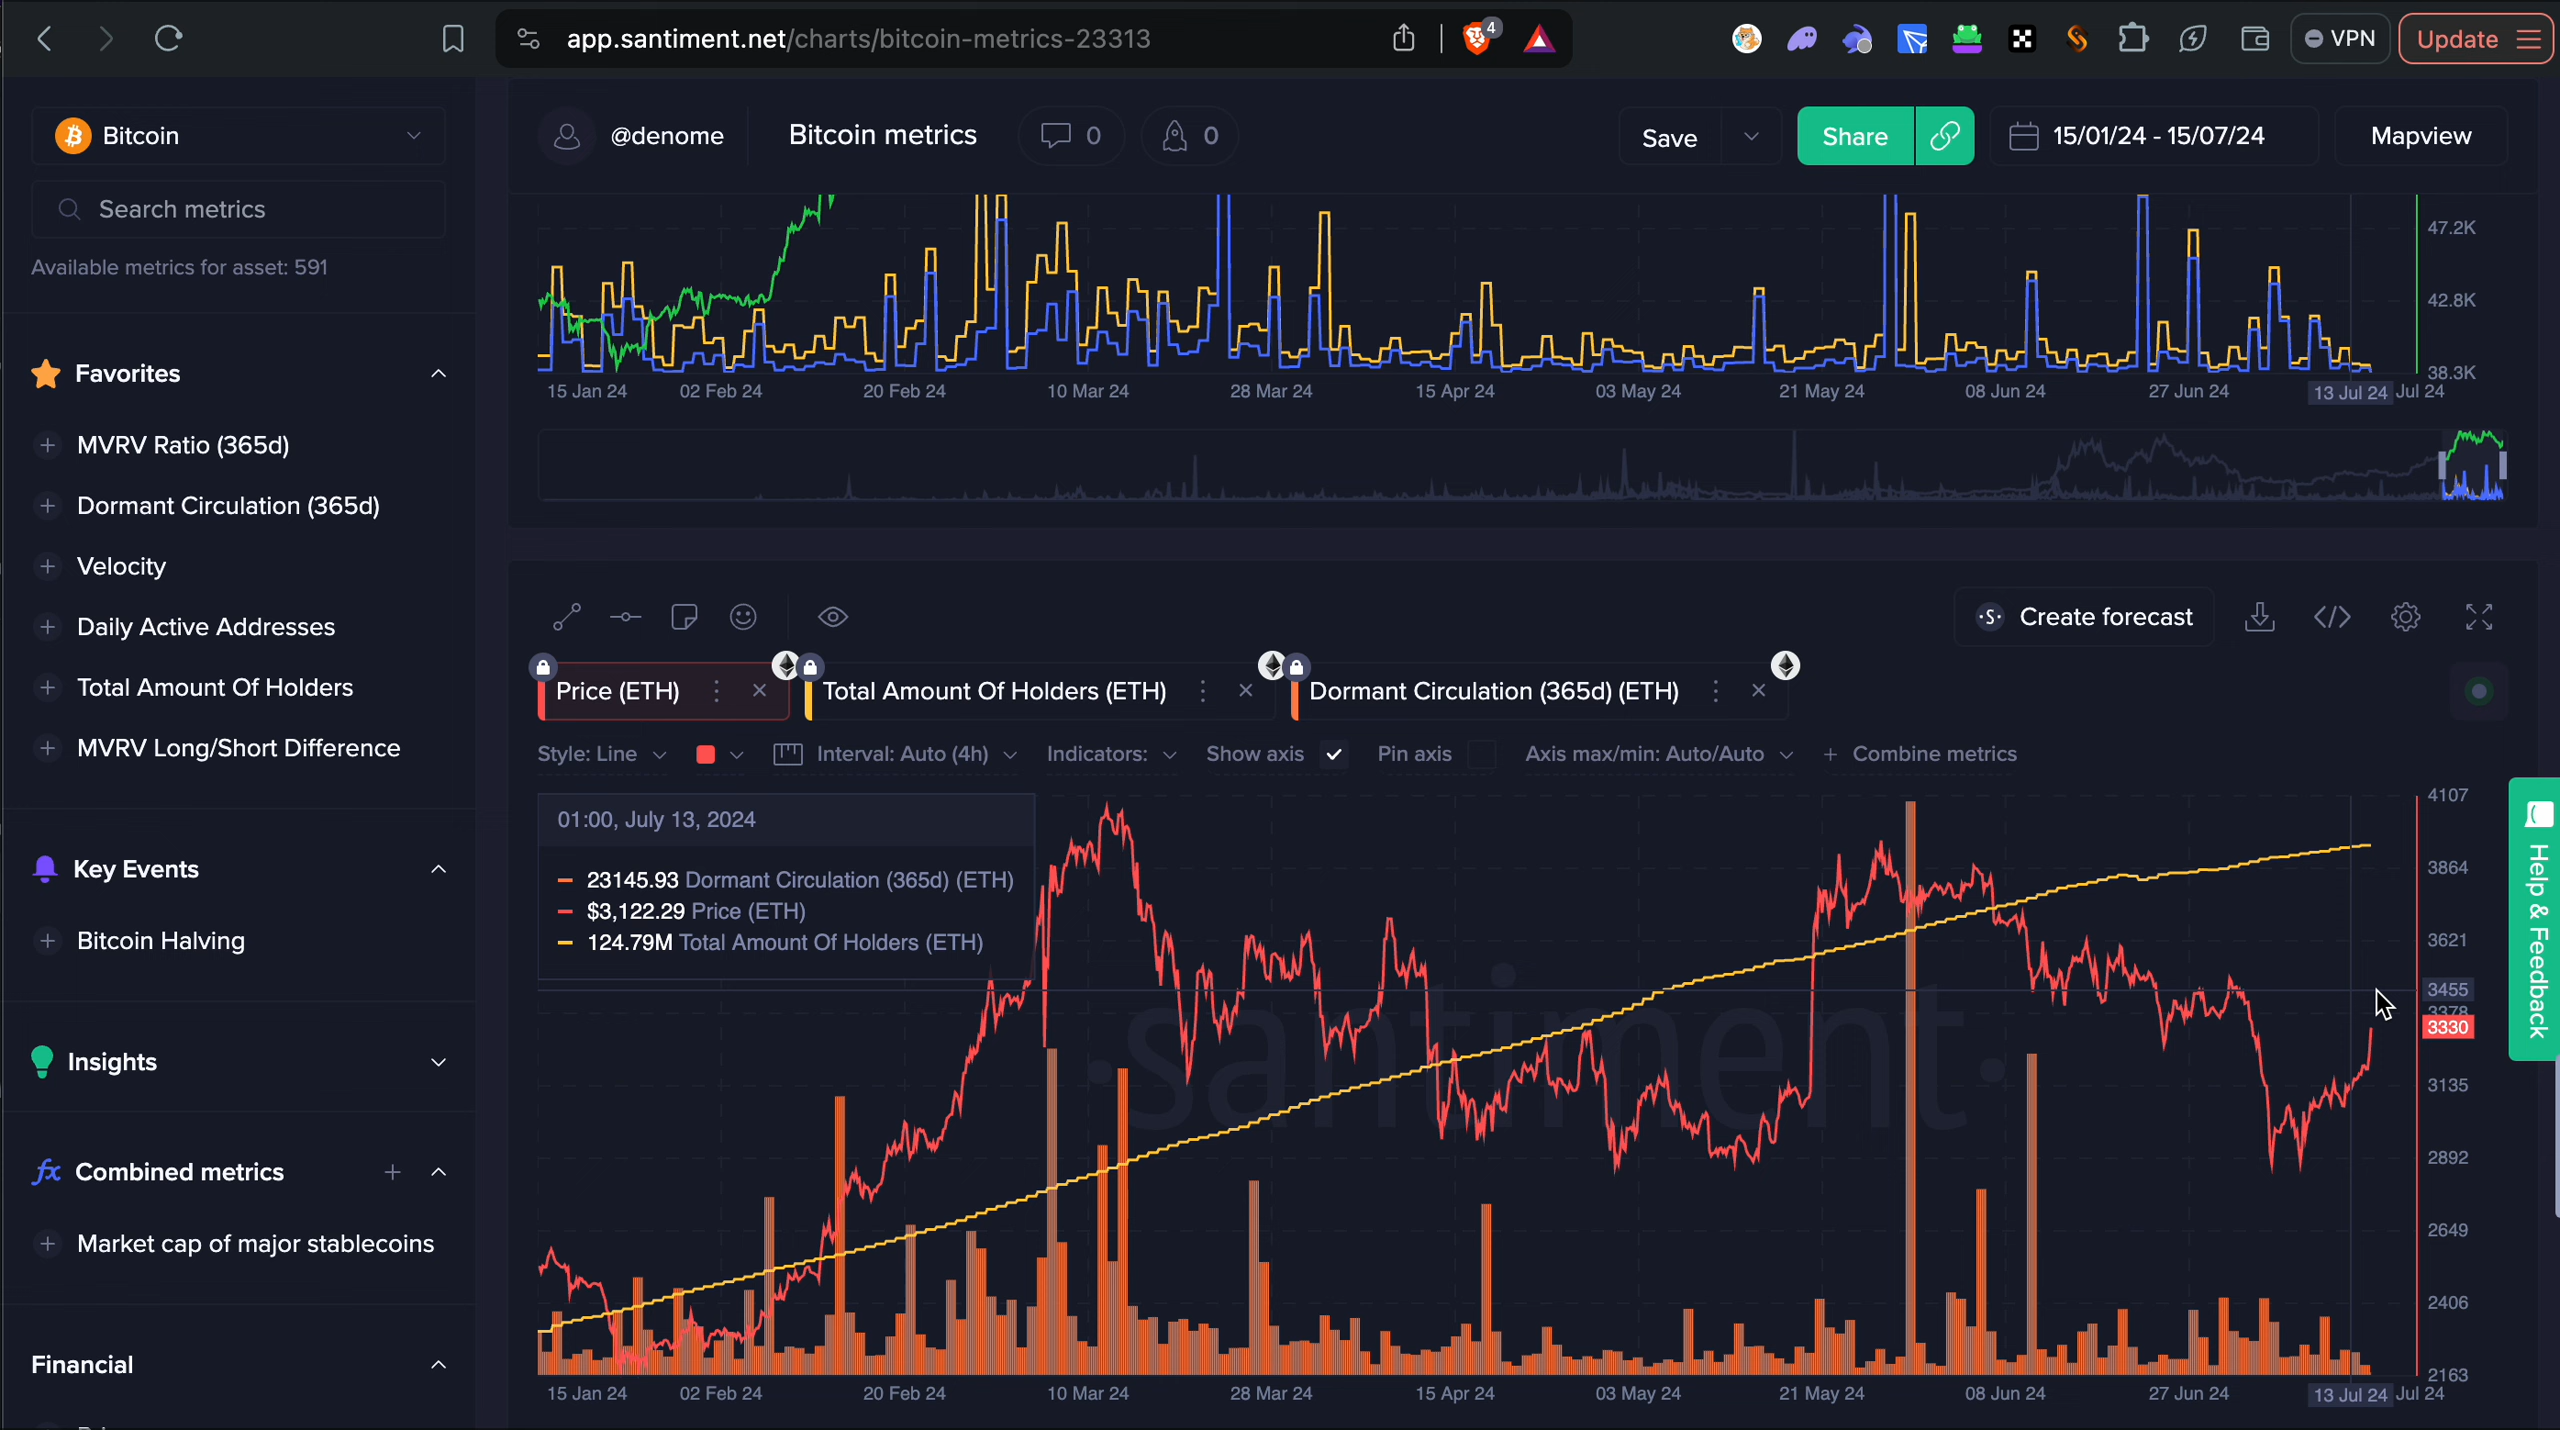 app.santiment.net/charts/bitcoin-metrics-23313
4
VPN
Update
Bitcoin
@denome
Bitcoin metrics
0
0
Save
Share
15/01/24 - 15/07/24
Mapview
Search metrics
Available metrics for asset: 591
Favorites
MVRV Ratio (365d)
Dormant Circulation (365d)
Velocity
Daily Active Addresses
Total Amount Of Holders
MVRV Long/Short Difference
Key Events
Bitcoin Halving
Insights
Combined metrics
Market cap of major stablecoins
Financial
47.2K
42.8K
38.3K
15 Jan 24
02 Feb 24
20 Feb 24
10 Mar 24
28 Mar 24
15 Apr 24
03 May 24
21 May 24
08 Jun 24
27 Jun 24
13 Jul 24
Jul 24
Create forecast
Price (ETH)
Total Amount Of Holders (ETH)
Dormant Circulation (365d) (ETH)
Style: Line
Interval: Auto (4h)
Indicators:
Show axis
Pin axis
Axis max/min: Auto/Auto
Combine metrics
01:00, July 13, 2024
23145.93 Dormant Circulation (365d) (ETH)
$3,122.29 Price (ETH)
124.79M Total Amount Of Holders (ETH)
santiment
4107
3864
3621
3455
3378
3330
3135
2892
2649
2406
2163
15 Jan 24
02 Feb 24
20 Feb 24
10 Mar 24
28 Mar 24
15 Apr 24
03 May 24
21 May 24
08 Jun 24
27 Jun 24
13 Jul 24
Jul 24
Help & Feedback